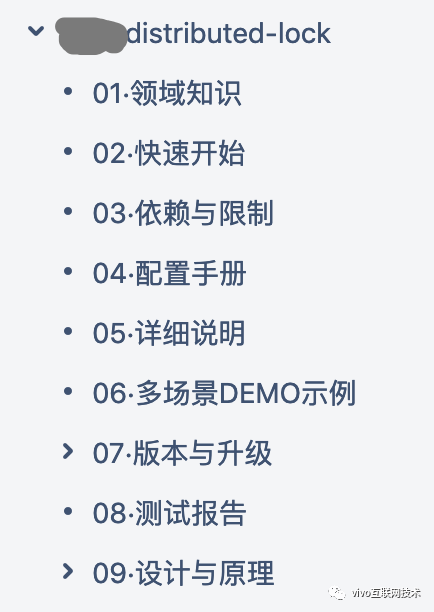 distributed-lock
01·领域知识
02·快速开始
03·依赖与限制
04·配置手册
05·详细说明
06·多场景DEMO示例
07·版本与升级
08·测试报告
09·设计与原理
vivo互联网技术